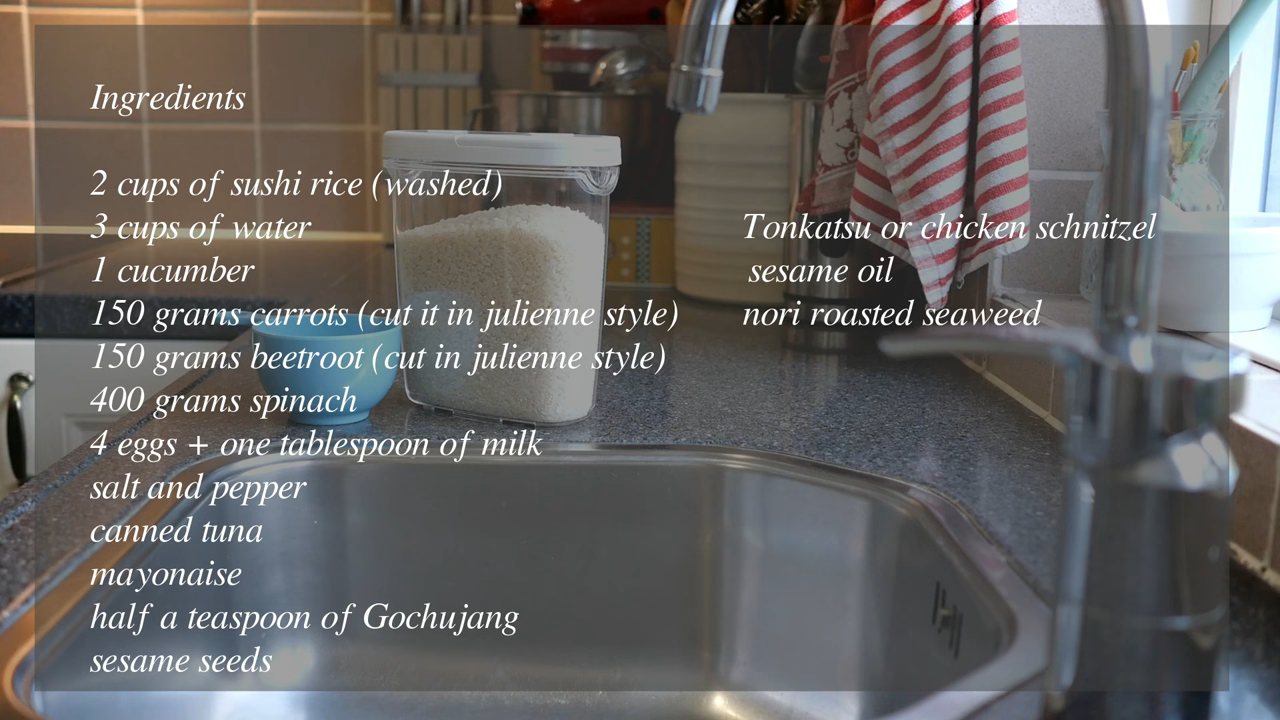 Ingredients
2 cups of sushi rice (washed)
3 cups of water
1 cucumber
150 grams carrots (cut it in julienne style)
150 grams beetroot (cut in julienne style)
400 grams spinach
4 eggs + one tablespoon of milk
salt and pepper
canned tuna
mayonaise
half a teaspoon of Gochujang
sesame seeds
Tonkatsu or chicken schnitzel
sesame oil
nori roasted seaweed